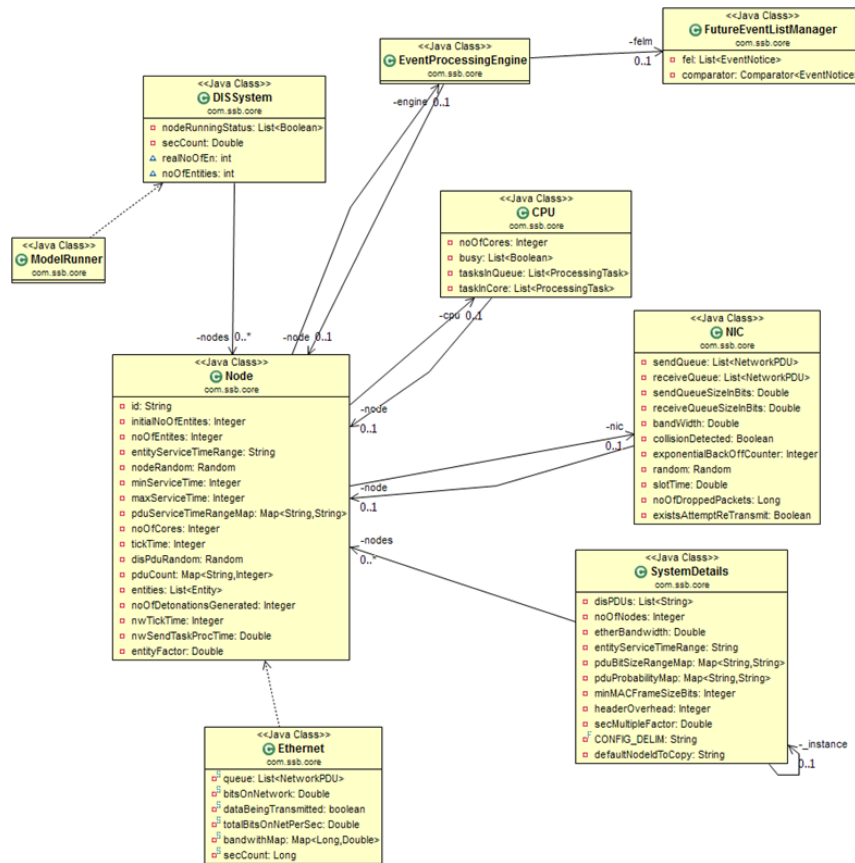 <<Java Class>>
FutureEventListManager
com.ssb.core
fel: List<EventNotice>
comparator: Comparator<EventNotice>
-felm
0..1
<<Java Class>>
EventProcessingEngine
com.ssb.core
-engine 0..1
<<Java Class>>
DISSystem
com.ssb.core
nodeRunningStatus: List<Boolean>
secCount: Double
realNoOfEn: int
noOfEntities: int
<<Java Class>>
ModelRunner
com.ssb.core
<<Java Class>>
CPU
com.ssb.core
noOfCores: Integer
busy: List<Boolean>
tasksInQueue: List<ProcessingTask>
taskInCore: List<ProcessingTask>
-cpu 0..1
-nodes 0..*
-node 0..1
<<Java Class>>
Node
com.ssb.core
id: String
initialNoOfEntites: Integer
noOfEntites: Integer
entityServiceTimeRange: String
nodeRandom: Random
minServiceTime: Integer
maxServiceTime: Integer
pduServiceTimeRangeMap: Map<String,String>
noOfCores: Integer
tickTime: Integer
disPduRandom: Random
pduCount: Map<String,Integer>
entities: List<Entity>
noOfDetonationsGenerated: Integer
nwTickTime: Integer
nwSendTaskProcTime: Double
entityFactor: Double
-node
0..1
-nic
0..1
-node
0..1
-nodes
0..*
<<Java Class>>
NIC
com.ssb.core
sendQueue: List<NetworkPDU>
receiveQueue: List<NetworkPDU>
sendQueueSizeInBits: Double
receiveQueueSizeInBits: Double
bandWidth: Double
collisionDetected: Boolean
exponentialBackOffCounter: Integer
random: Random
slotTime: Double
noOfDroppedPackets: Long
existsAttemptReTransmit: Boolean
<<Java Class>>
SystemDetails
com.ssb.core
disPDUs: List<String>
noOfNodes: Integer
etherBandwidth: Double
entityServiceTimeRange: String
pduBitSizeRangeMap: Map<String,String>
pduProbabilityMap: Map<String,String>
minMACFrameSizeBits: Integer
headerOverhead: Integer
secMultipleFactor: Double
CONFIG_DELIM: String
defaultNodeIdToCopy: String
-_instance
0..1
<<Java Class>>
Ethernet
com.ssb.core
queue: List<NetworkPDU>
bitsOnNetwork: Double
dataBeingTransmitted: boolean
totalBitsOnNetPerSec: Double
bandwithMap: Map<Long,Double>
secCount: Long